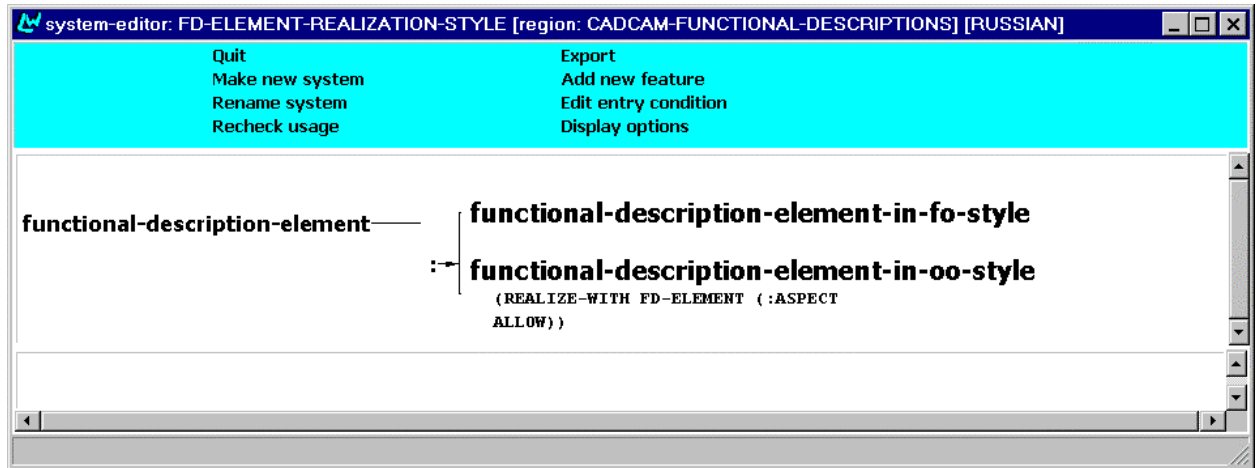 system-editor: FD-ELEMENT-REALIZATION-STYLE [region: CADCAM-FUNCTIONAL-DESCRIPTIONS] [RUSSIAN]
Quit Export
Make new system Add new feature
Rename system Edit entry condition
Recheck usage Display options
functional-description-element-in-fo-style
functional-description-element
: functional-description-element-in-oo-style
(REALIZE-WITH FD-ELEMENT (:ASPECT
ALLOW))